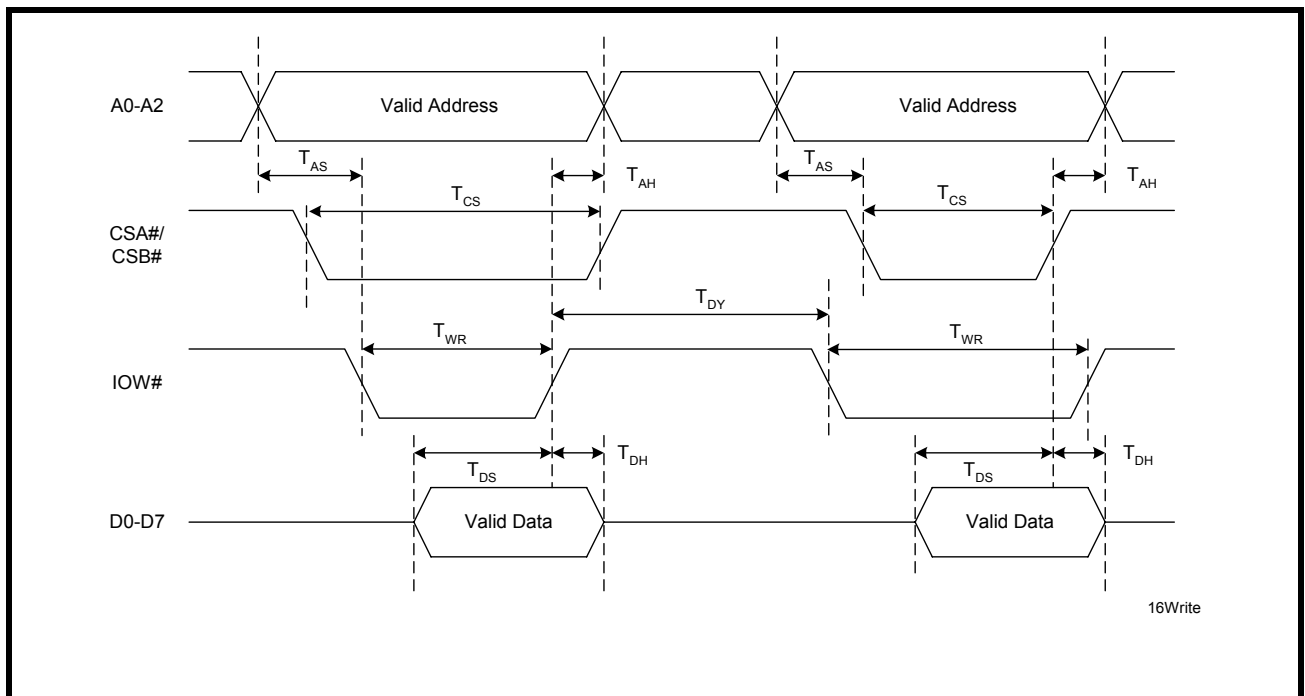 A0-A2
Valid Address
Valid Address
TAS
TAH
TAS
TAH
TCS
TCS
CSA#/
CSB#
TDY
TWR
TWR
IOW#
TDS
TDH
TDS
TDH
D0-D7
Valid Data
Valid Data
16Write